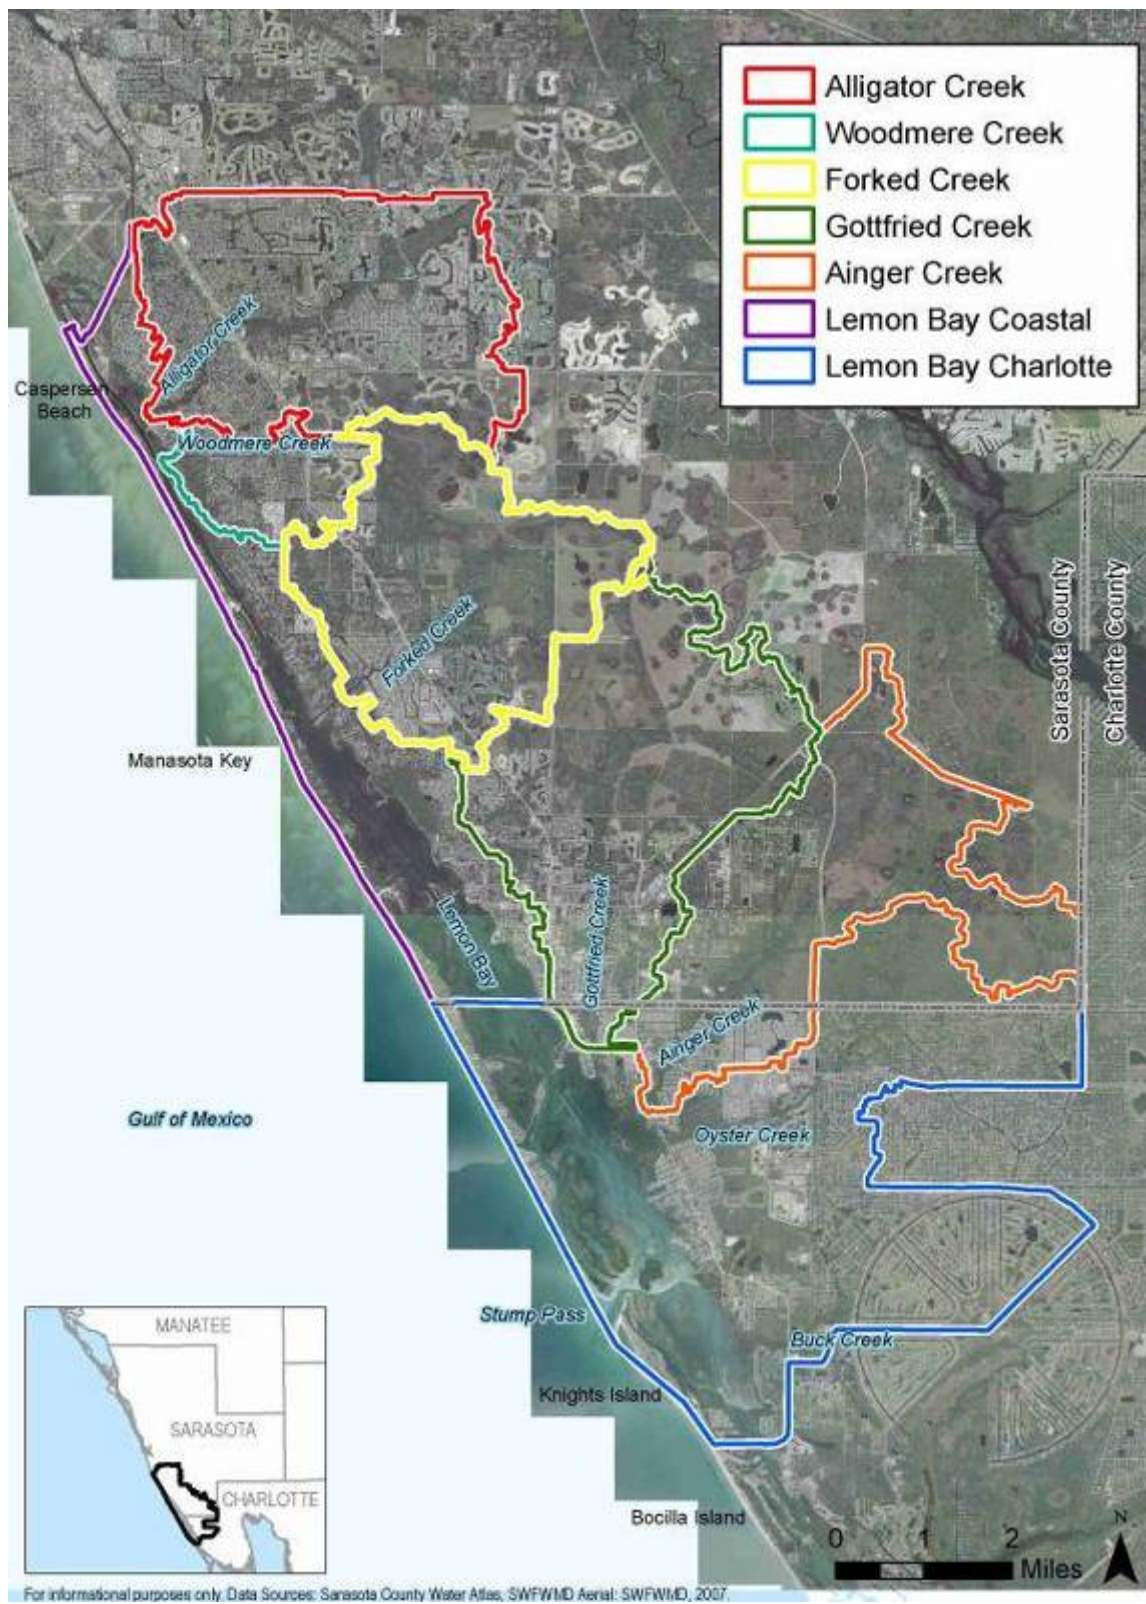 Alligator Creek
Woodmere Creek
Forked Creek
Gottfried Creek
Ainger Creek
Lemon Bay Coastal
Lemon Bay Charlotte
Alligator Creek
Caspersen
Beach
Woodmere Creek
Sarasota County
Charlotte County
Forked Creek
Manasota Key
Lemon Bay
Gottfried Creek
Ainger Creek
Gulf of Mexico
Oyster Creek
Stump Pass
Buck Creek
Knights Island
Bocilla Island
MANATEE
SARASOTA
CHARLOTTE
0 1 2
Miles
N
For informational purposes only. Data Sources: Sarasota County Water Atlas, SWFWMD Aerial: SWFWMD, 2007.